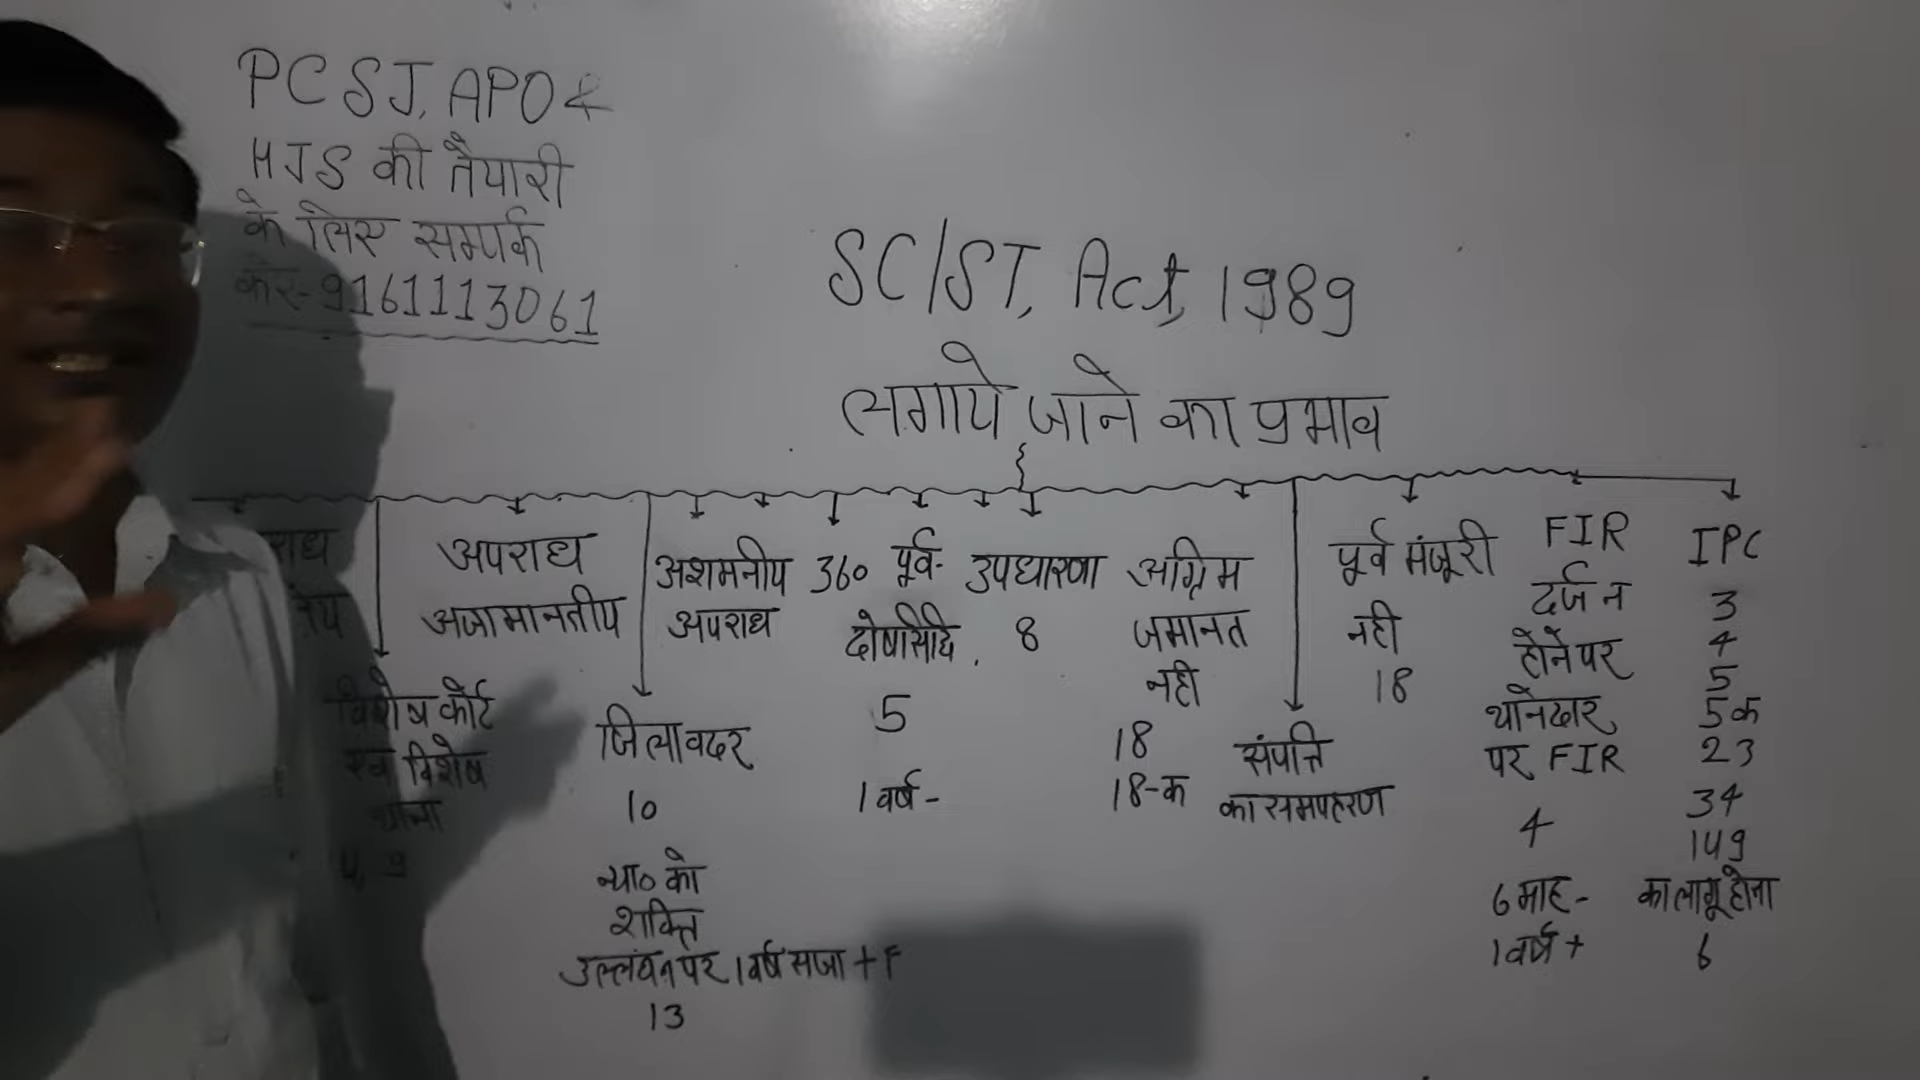 PCSJ, APO &
HJS की तैयारी
के लिए सम्पर्क
करे-9161113061
SC/ST, Act, 1989
लगाये जाने का प्रभाव
अपराध
अजामानतीय
विशेष कोर्ट
एवं विशेष
थाना
जिलाबदर
10
न्या० को
शक्ति
उल्लंघन पर 1वर्ष सजा + F
13
अशमनीय
अपराध
360 पूर्व-
दोषसिधि
5
1 वर्ष-
उपधारणा
8
अग्रिम
जमानत
नही
18
18-क
संपत्ति
का समपहरण
पूर्व मंजूरी
नही
18
FIR
दर्ज न
होने पर
थानेदार
पर FIR
4
6 माह-
1 वर्ष +
IPC
3
4
5
5क
23
34
149
का लागू होना
6